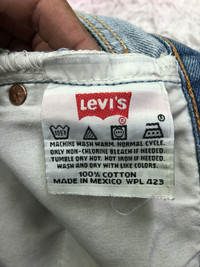 LEVI'S
®
MACHINE WASH WARM. NORMAL CYCLE.
ONLY NON-CHLORINE BLEACH IF NEEDED.
TUMBLE DRY HOT. HOT IRON IF NEEDED.
WASH AND DRY WITH LIKE COLORS.
100% COTTON
MADE IN MEXICO WPL 423